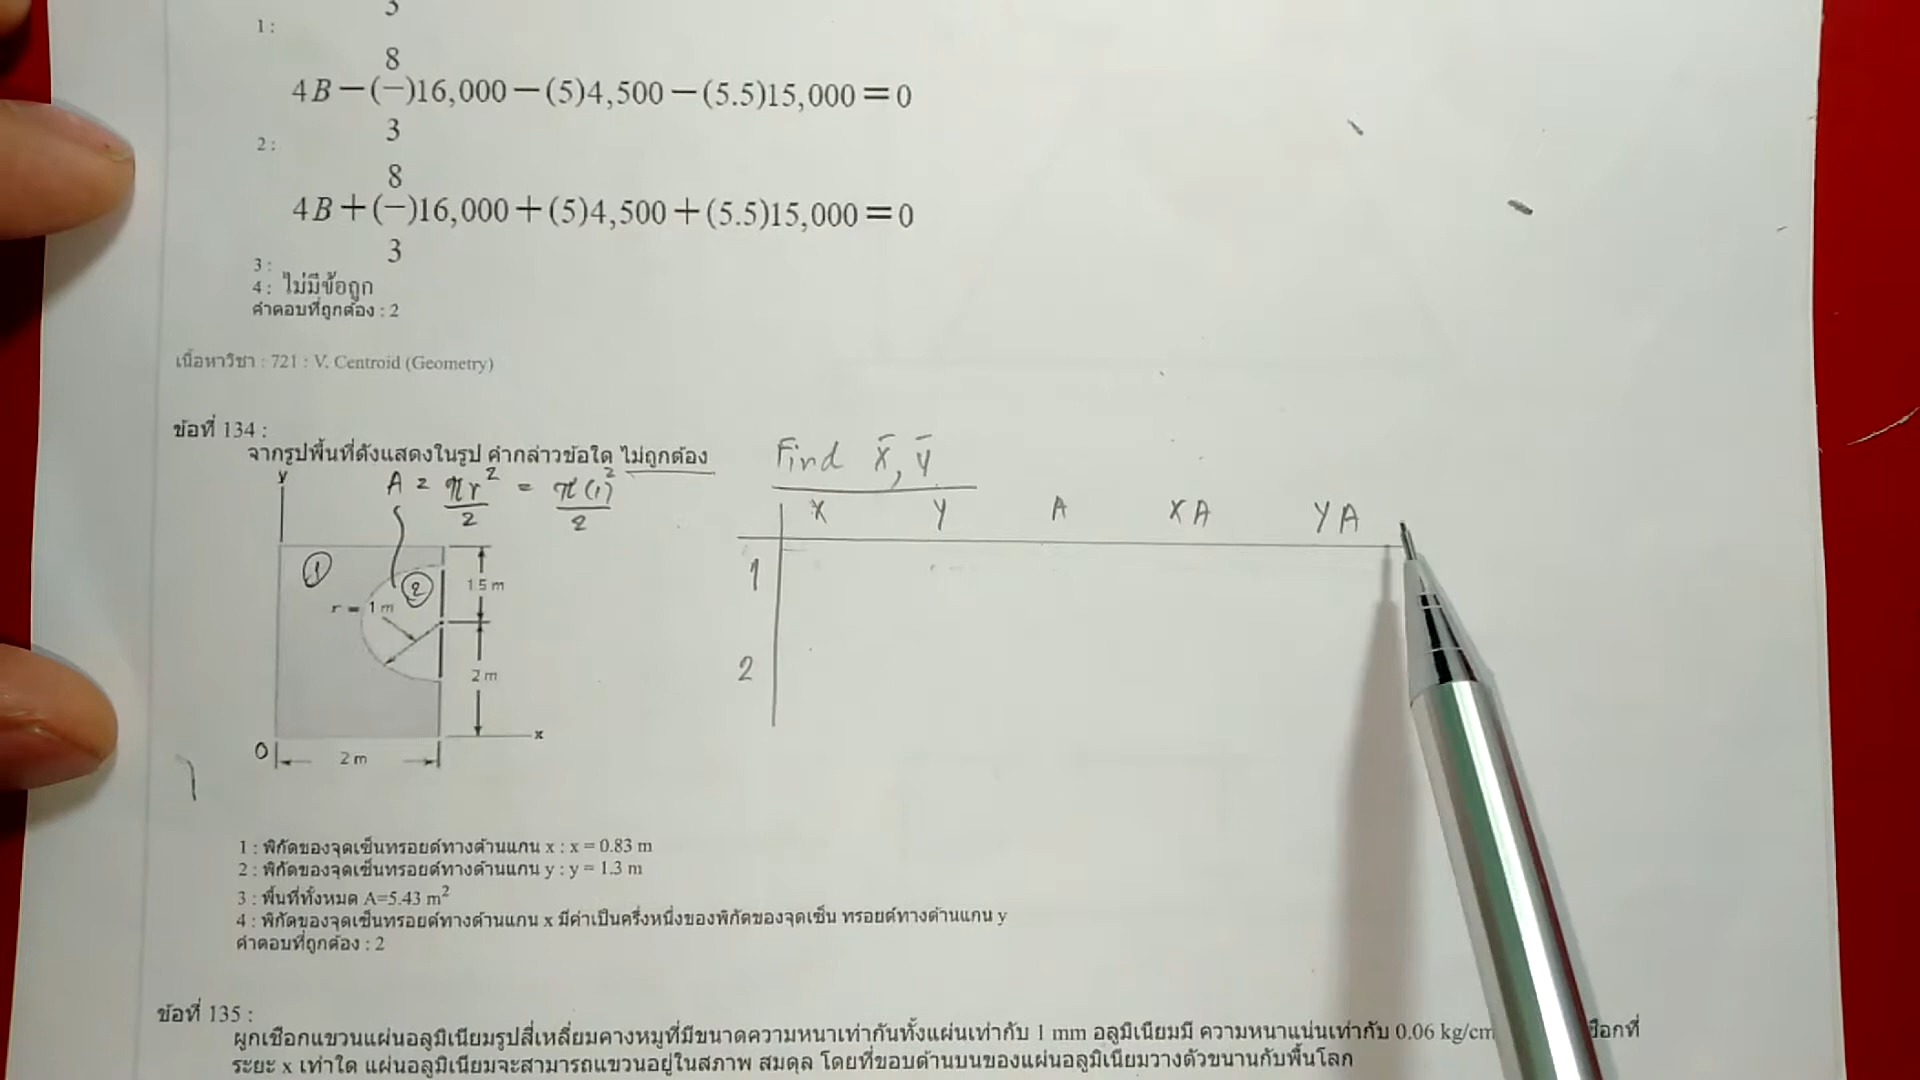 3
1 :
8
4B−(—)16,000−(5)4,500−(5.5)15,000=0
3
2 :
8
4B+(—)16,000+(5)4,500+(5.5)15,000=0
3
3 :
4 : ไม่มีข้อถูก
คำตอบที่ถูกต้อง : 2
เนื้อหาวิชา : 721 : V. Centroid (Geometry)
ข้อที่ 134 :
จากรูปพื้นที่ดังแสดงในรูป คำกล่าวข้อใด ไม่ถูกต้อง
Find x̄, ȳ
y
A = πr²/2 = π(1)²/2
X Y A XA YA
1
2
1
2
r = 1 m
1.5 m
2 m
x
O
2 m
1 : พิกัดของจุดเซ็นทรอยด์ทางด้านแกน x : x = 0.83 m
2 : พิกัดของจุดเซ็นทรอยด์ทางด้านแกน y : y = 1.3 m
3 : พื้นที่ทั้งหมด A=5.43 m²
4 : พิกัดของจุดเซ็นทรอยด์ทางด้านแกน x มีค่าเป็นครึ่งหนึ่งของพิกัดของจุดเซ็น ทรอยด์ทางด้านแกน y
คำตอบที่ถูกต้อง : 2
ข้อที่ 135 :
ผูกเชือกแขวนแผ่นอลูมิเนียมรูปสี่เหลี่ยมคางหมูที่มีขนาดความหนาเท่ากันทั้งแผ่นเท่ากับ 1 mm อลูมิเนียมมี ความหนาแน่นเท่ากับ 0.06 kg/cm
ระยะ x เท่าใด แผ่นอลูมิเนียมจะสามารถแขวนอยู่ในสภาพ สมดุล โดยที่ขอบด้านบนของแผ่นอลูมิเนียมวางตัวขนานกับพื้นโลก